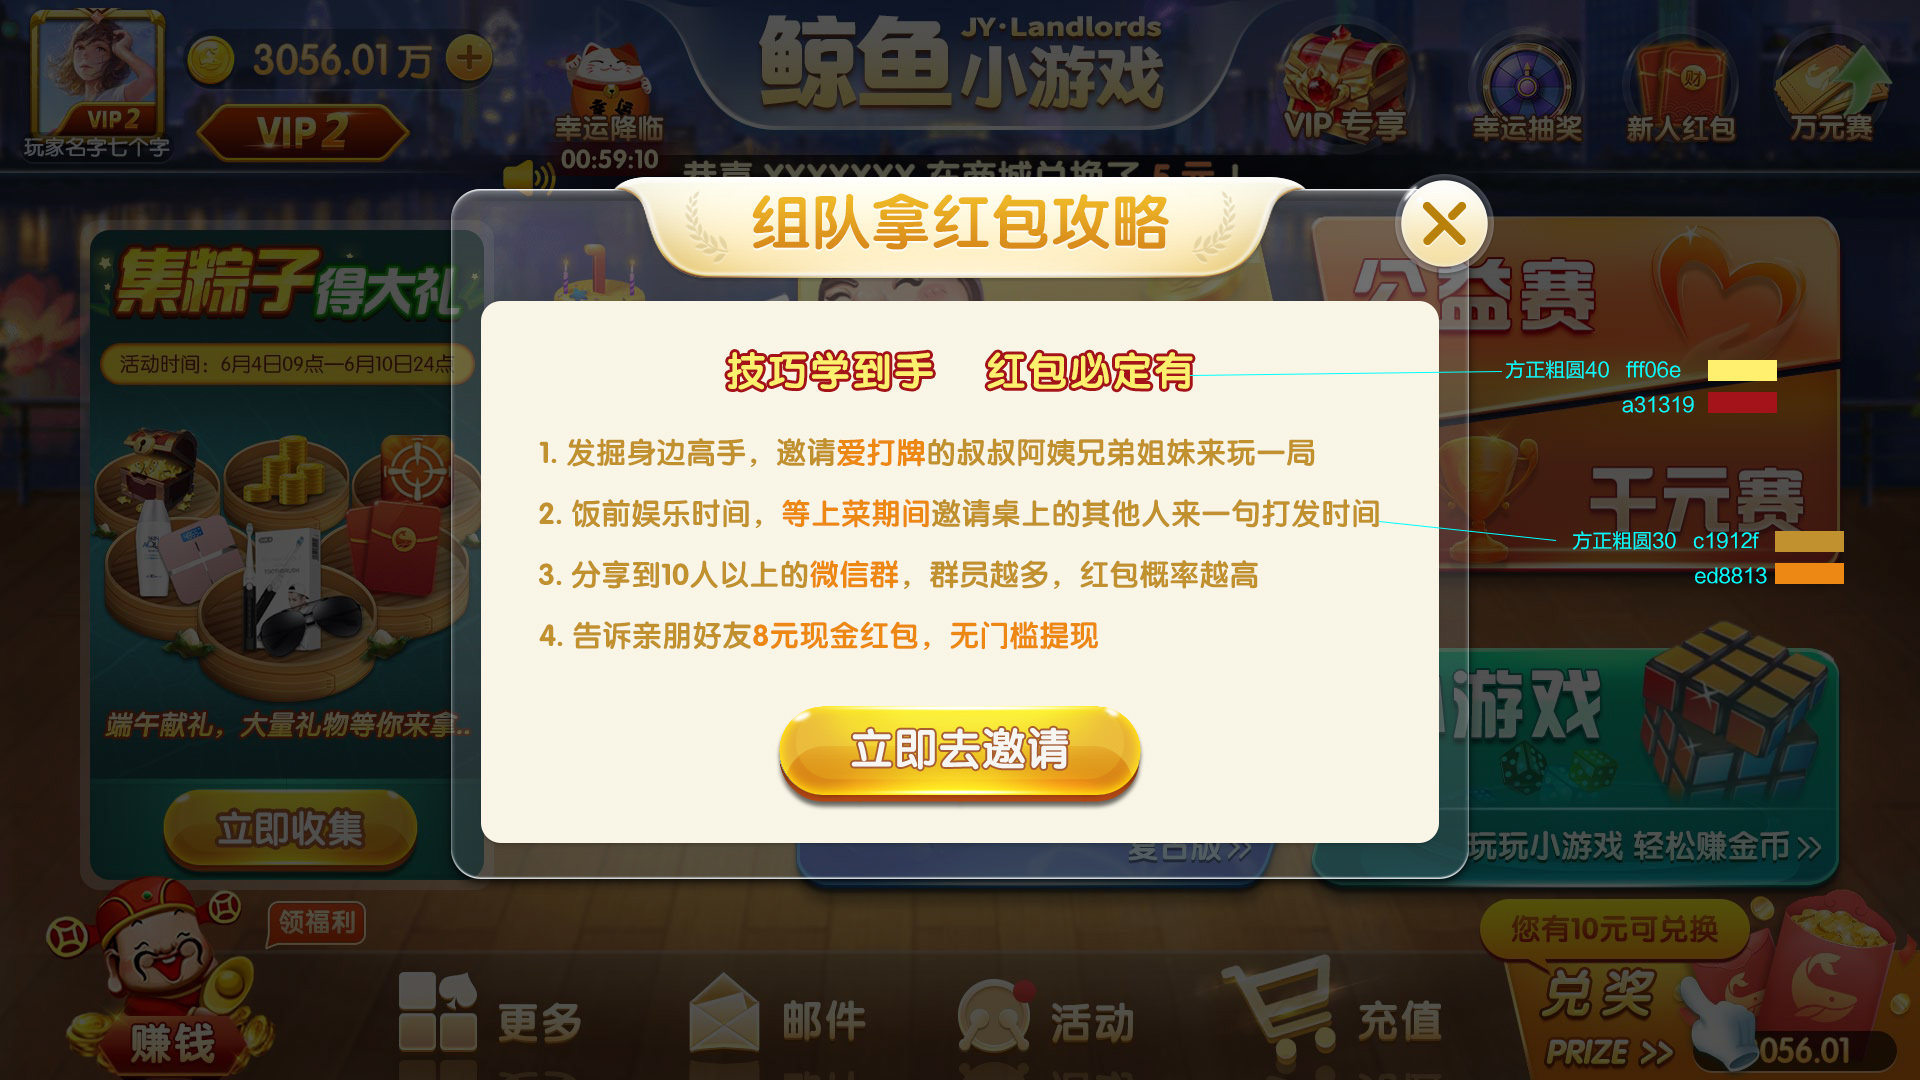 3056.01万
VIP 2
玩家名字七个字
VIP 2
幸运
幸运降临
00:59:10
鲸鱼
JY·Landlords
小游戏
VIP 专享
幸运抽奖
财
新人红包
万元赛
恭喜 XXXXXXX 在商城兑换了 5 元！
组队拿红包攻略
集粽子得大礼
活动时间：6月4日09点—6月10日24点
端午献礼，大量礼物等你来拿..
立即收集
技巧学到手 红包必定有
1. 发掘身边高手，邀请爱打牌的叔叔阿姨兄弟姐妹来玩一局
2. 饭前娱乐时间，等上菜期间邀请桌上的其他人来一句打发时间
3. 分享到10人以上的微信群，群员越多，红包概率越高
4. 告诉亲朋好友8元现金红包，无门槛提现
立即去邀请
公益赛
方正粗圆40 fff06e
a31319
千元赛
方正粗圆30 c1912f
ed8813
游戏
玩玩小游戏 轻松赚金币>>
领福利
赚钱
更多
邮件
活动
充值
您有10元可兑换
兑奖
PRIZE >>
056.01